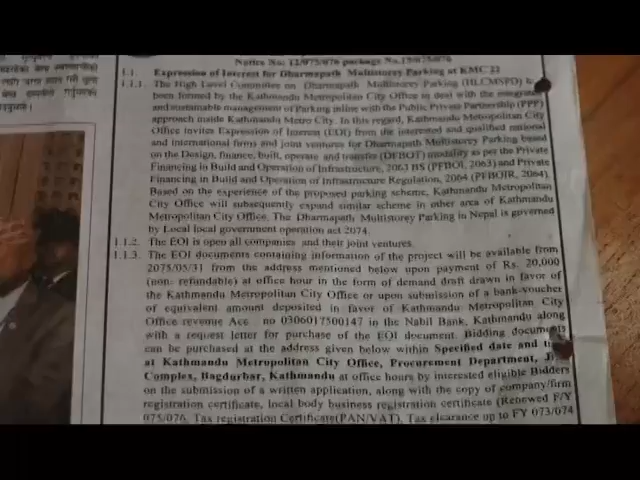 Notice No: 12/075/076 package No.15/075/076
1.1. Expression of Interest for Dharmapath Multistorey Parking at KMC 22
1.1.1. The High Level Committee on Dharmapath Multistorey Parking (HLCMSPD)
been formed by the Kathmandu Metropolitan City Office to deal with the integrated
and sustainable management of Parking inline with the Public Private Partnership (PPP)
approach inside Kathmandu Metro City. In this regard, Kathmandu Metropolitan City
Office invites Expression of Interest (EOI) from the interested and qualified national
and international firms and joint ventures for Dharmapath Multistorey Parking based
on the Design, finance, built, operate and transfer (DFBOT) modality as per the Private
Financing in Build and Operation of Infrastructure, 2063 BS (PFBOI, 2063) and Private
Financing in Build and Operation of Infrastructure Regulation, 2064 (PFBOIR, 2064).
Based on the experience of the proposed parking scheme, Kathmandu Metropolitan
City Office will subsequently expand similar scheme in other area of Kathmandu
Metropolitan City Office. The Dharmapath Multistorey Parking in Nepal is governed
by Local local government operation act 2074.
1.1.2. The EOI is open all companies and their joint ventures.
1.1.3. The EOI documents containing information of the project will be available from
2075/05/31 from the address mentioned below upon payment of Rs. 20,000
(non- refundable) at office hour in the form of demand draft drawn in favor of
the Kathmandu Metropolitan City Office or upon submission of a bank-voucher
of equivalent amount deposited in favor of Kathmandu Metropolitan City
Office revenue Acc no 0306017500147 in the Nabil Bank, Kathmandu along
with a request letter for purchase of the EOI document. Bidding documents
can be purchased at the address given below within Specified date and
at Kathmandu Metropolitan City Office, Procurement Department,
Complex, Bagdurbar, Kathmandu at office hours by interested eligible Bidders
on the submission of a written application, along with the copy of company/firm
registration certificate, local body business registration certificate (Renewed F/Y
075/076, Tax registration Certificate(PAN/VAT), Tax clearance up to FY 073/074